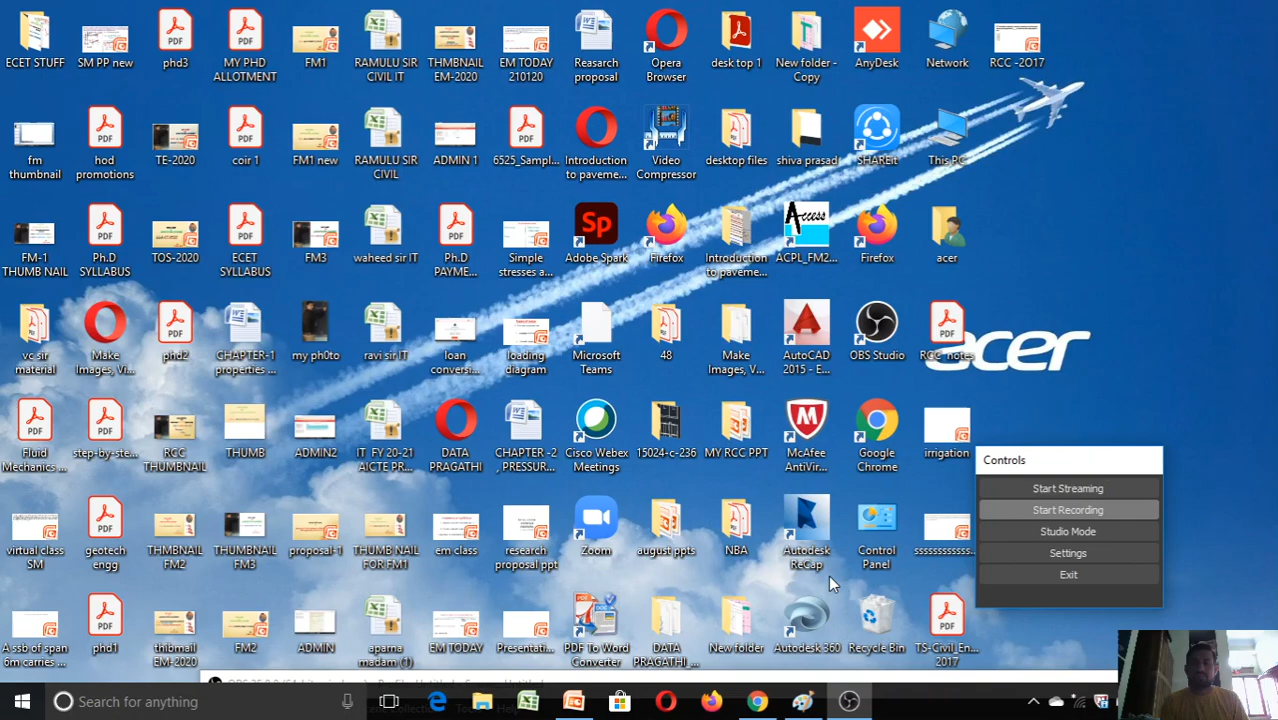 ECET STUFF
SM PP new
phd3
MY PHD
ALLOTMENT
FM1
RAMULU SIR
CIVIL IT
THMBNAIL
EM-2020
EM TODAY
210120
Reasarch
proposal
Opera
Browser
desk top 1
New folder -
Copy
AnyDesk
Network
RCC -2O17
fm
thumbnail
hod
promotions
TE-2020
coir 1
FM1 new
RAMULU SIR
CIVIL
ADMIN 1
6525_Sampl...
Introduction
to paveme...
Video
Compressor
desktop files
shiva prasad
SHAREit
This PC
FM-1
THUMB NAIL
Ph.D
SYLLABUS
TOS-2020
ECET
SYLLABUS
FM3
waheed sir IT
Ph.D
PAYME...
Simple
stresses a...
Adobe Spark
Firefox
Introduction
to paveme...
Access
ACPL_FM2...
Firefox
acer
vc sir
material
Make
Images, Vi...
phd2
CHAPTER-1
properties ...
my ph0to
ravi sir IT
loan
conversi...
loading
diagram
Microsoft
Teams
48
Make
Images, V...
AutoCAD
2015 - E...
OBS Studio
RCC notes
acer
Fluid
Mechanics ...
step-by-ste...
RCC
THUMBNAIL
THUMB
ADMIN2
IT FY 20-21
AICTE PR...
DATA
PRAGATHI
CHAPTER -2
, PRESSUR...
Cisco Webex
Meetings
15024-c-236
MY RCC PPT
McAfee
AntiVir...
Google
Chrome
irrigation
Controls
Start Streaming
Start Recording
Studio Mode
Settings
Exit
virtual class
SM
geotech
engg
THMBNAIL
FM2
THUMBNAIL
FM3
proposal-1
THUMB NAIL
FOR FM1
em class
research
proposal ppt
Zoom
august ppts
NBA
Autodesk
ReCap
Control
Panel
ssssssssssss...
A ssb of span
6m carries ...
phd1
thibmail
EM-2020
FM2
ADMIN
aparna
madam (1)
EM TODAY
Presentati...
PDF To Word
Converter
DATA
PRAGATHI ...
New folder
Autodesk 360
Recycle Bin
TS-Civil_En...
2017
Search for anything